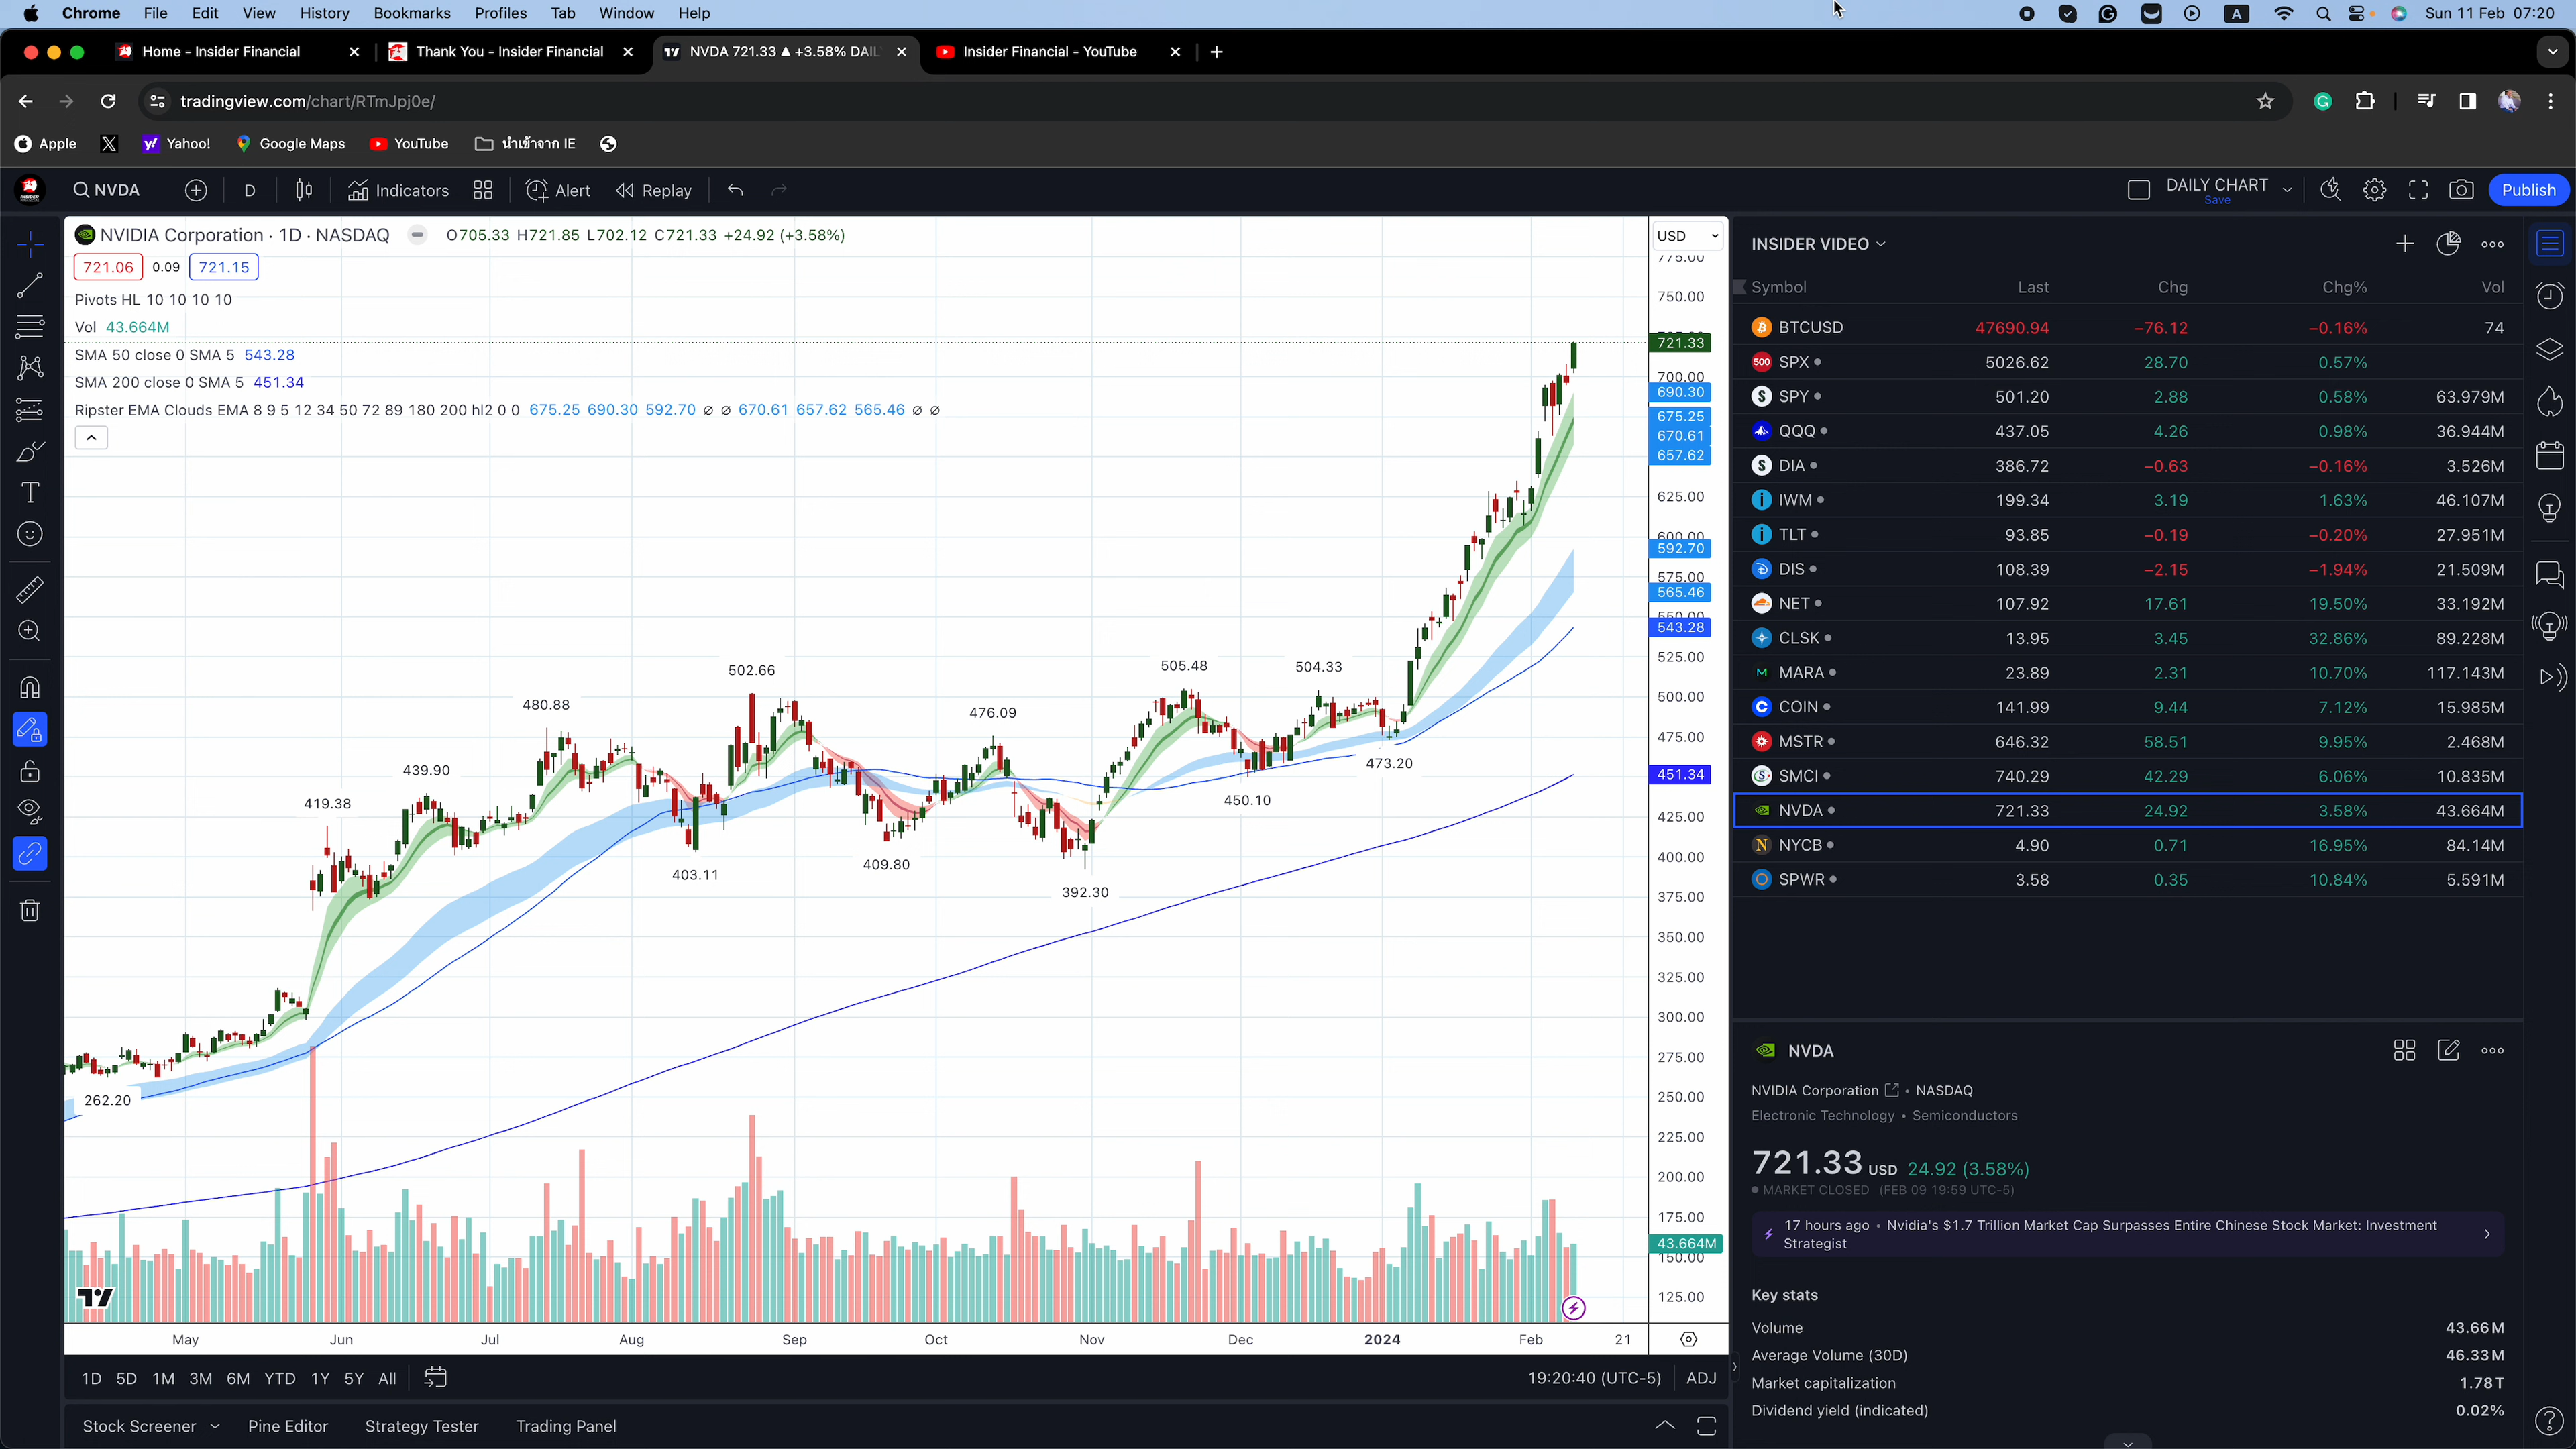 Chrome File Edit View History Bookmarks Profiles Tab Window Help
A Sun 11 Feb 07:20
Home - Insider Financial
Thank You - Insider Financial
NVDA 721.33 ▲ +3.58% DAIL
Insider Financial - YouTube
tradingview.com/chart/RTmJpj0e/
Apple Yahoo! Google Maps YouTube นำเข้าจาก IE
NVDA D Indicators Alert Replay
DAILY CHART
Save
Publish
NVIDIA Corporation · 1D · NASDAQ O705.33 H721.85 L702.12 C721.33 +24.92 (+3.58%)
721.06 0.09 721.15
Pivots HL 10 10 10 10
Vol 43.664M
SMA 50 close 0 SMA 5 543.28
SMA 200 close 0 SMA 5 451.34
Ripster EMA Clouds EMA 8 9 5 12 34 50 72 89 180 200 hl2 0 0 675.25 690.30 592.70 ∅ ∅ 670.61 657.62 565.46 ∅ ∅
262.20
419.38
439.90
480.88
502.66
403.11
409.80
476.09
392.30
505.48
450.10
504.33
473.20
USD
775.00
750.00
721.33
700.00
690.30
675.25
670.61
657.62
625.00
600.00
592.70
575.00
565.46
550.00
543.28
525.00
500.00
475.00
451.34
425.00
400.00
375.00
350.00
325.00
300.00
275.00
250.00
225.00
200.00
175.00
43.664M
150.00
125.00
May Jun Jul Aug Sep Oct Nov Dec 2024 Feb 21
1D 5D 1M 3M 6M YTD 1Y 5Y All
19:20:40 (UTC-5) ADJ
Stock Screener Pine Editor Strategy Tester Trading Panel
INSIDER VIDEO
Symbol Last Chg Chg% Vol
BTCUSD 47690.94 −76.12 −0.16% 74
500 SPX 5026.62 28.70 0.57%
S SPY 501.20 2.88 0.58% 63.979M
QQQ 437.05 4.26 0.98% 36.944M
S DIA 386.72 −0.63 −0.16% 3.526M
IWM 199.34 3.19 1.63% 46.107M
TLT 93.85 −0.19 −0.20% 27.951M
DIS 108.39 −2.15 −1.94% 21.509M
NET 107.92 17.61 19.50% 33.192M
CLSK 13.95 3.45 32.86% 89.228M
M MARA 23.89 2.31 10.70% 117.143M
C COIN 141.99 9.44 7.12% 15.985M
MSTR 646.32 58.51 9.95% 2.468M
S SMCI 740.29 42.29 6.06% 10.835M
NVDA 721.33 24.92 3.58% 43.664M
N NYCB 4.90 0.71 16.95% 84.14M
SPWR 3.58 0.35 10.84% 5.591M
NVDA
NVIDIA Corporation • NASDAQ
Electronic Technology • Semiconductors
721.33 USD 24.92 (3.58%)
MARKET CLOSED (FEB 09 19:59 UTC-5)
17 hours ago • Nvidia's $1.7 Trillion Market Cap Surpasses Entire Chinese Stock Market: Investment
Strategist
Key stats
Volume 43.66M
Average Volume (30D) 46.33M
Market capitalization 1.78T
Dividend yield (indicated) 0.02%